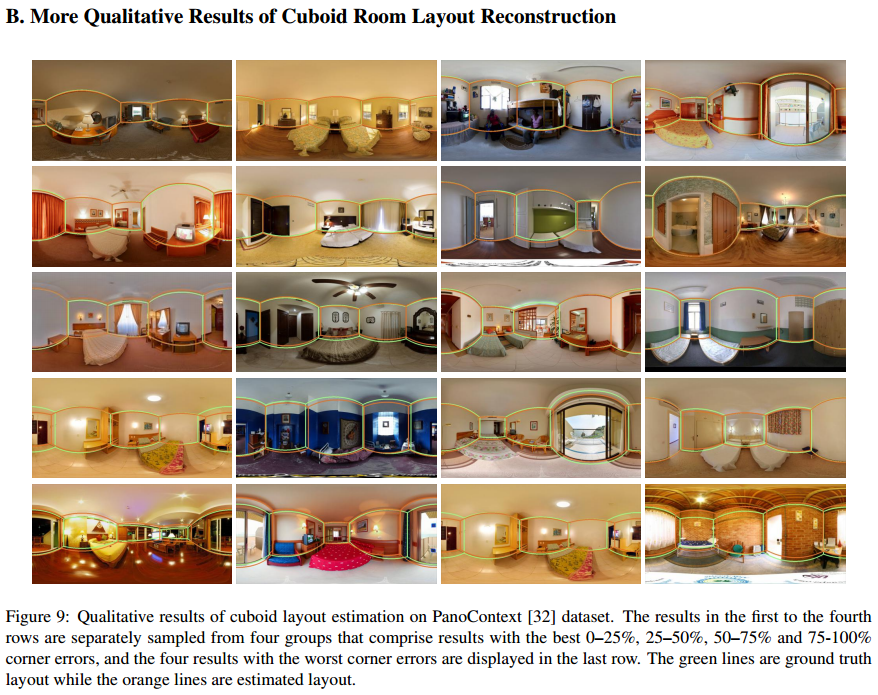 B. More Qualitative Results of Cuboid Room Layout Reconstruction
Figure 9: Qualitative results of cuboid layout estimation on PanoContext [32] dataset. The results in the first to the fourth
rows are separately sampled from four groups that comprise results with the best 0–25%, 25–50%, 50–75% and 75-100%
corner errors, and the four results with the worst corner errors are displayed in the last row. The green lines are ground truth
layout while the orange lines are estimated layout.